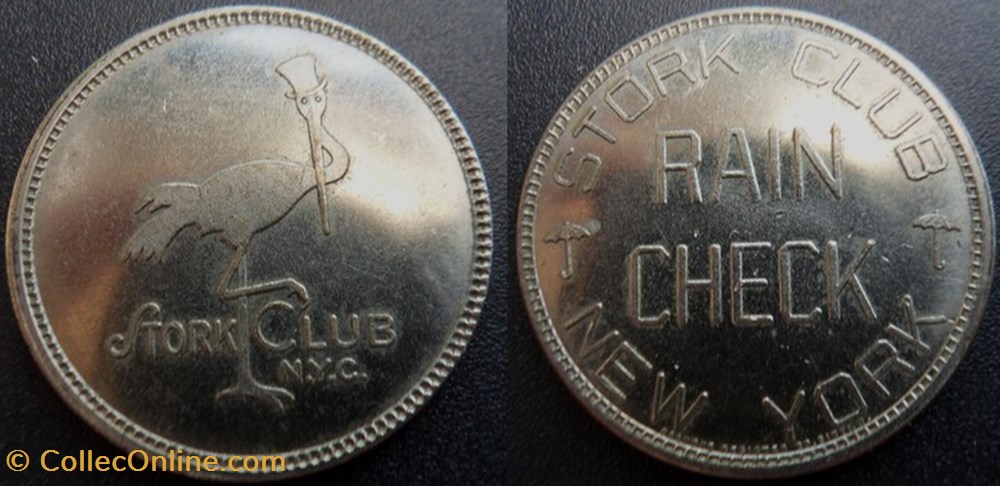 STORK CLUB
N.Y.C.
STORK CLUB
RAIN
CHECK
NEW YORK
© CollecOnline.com